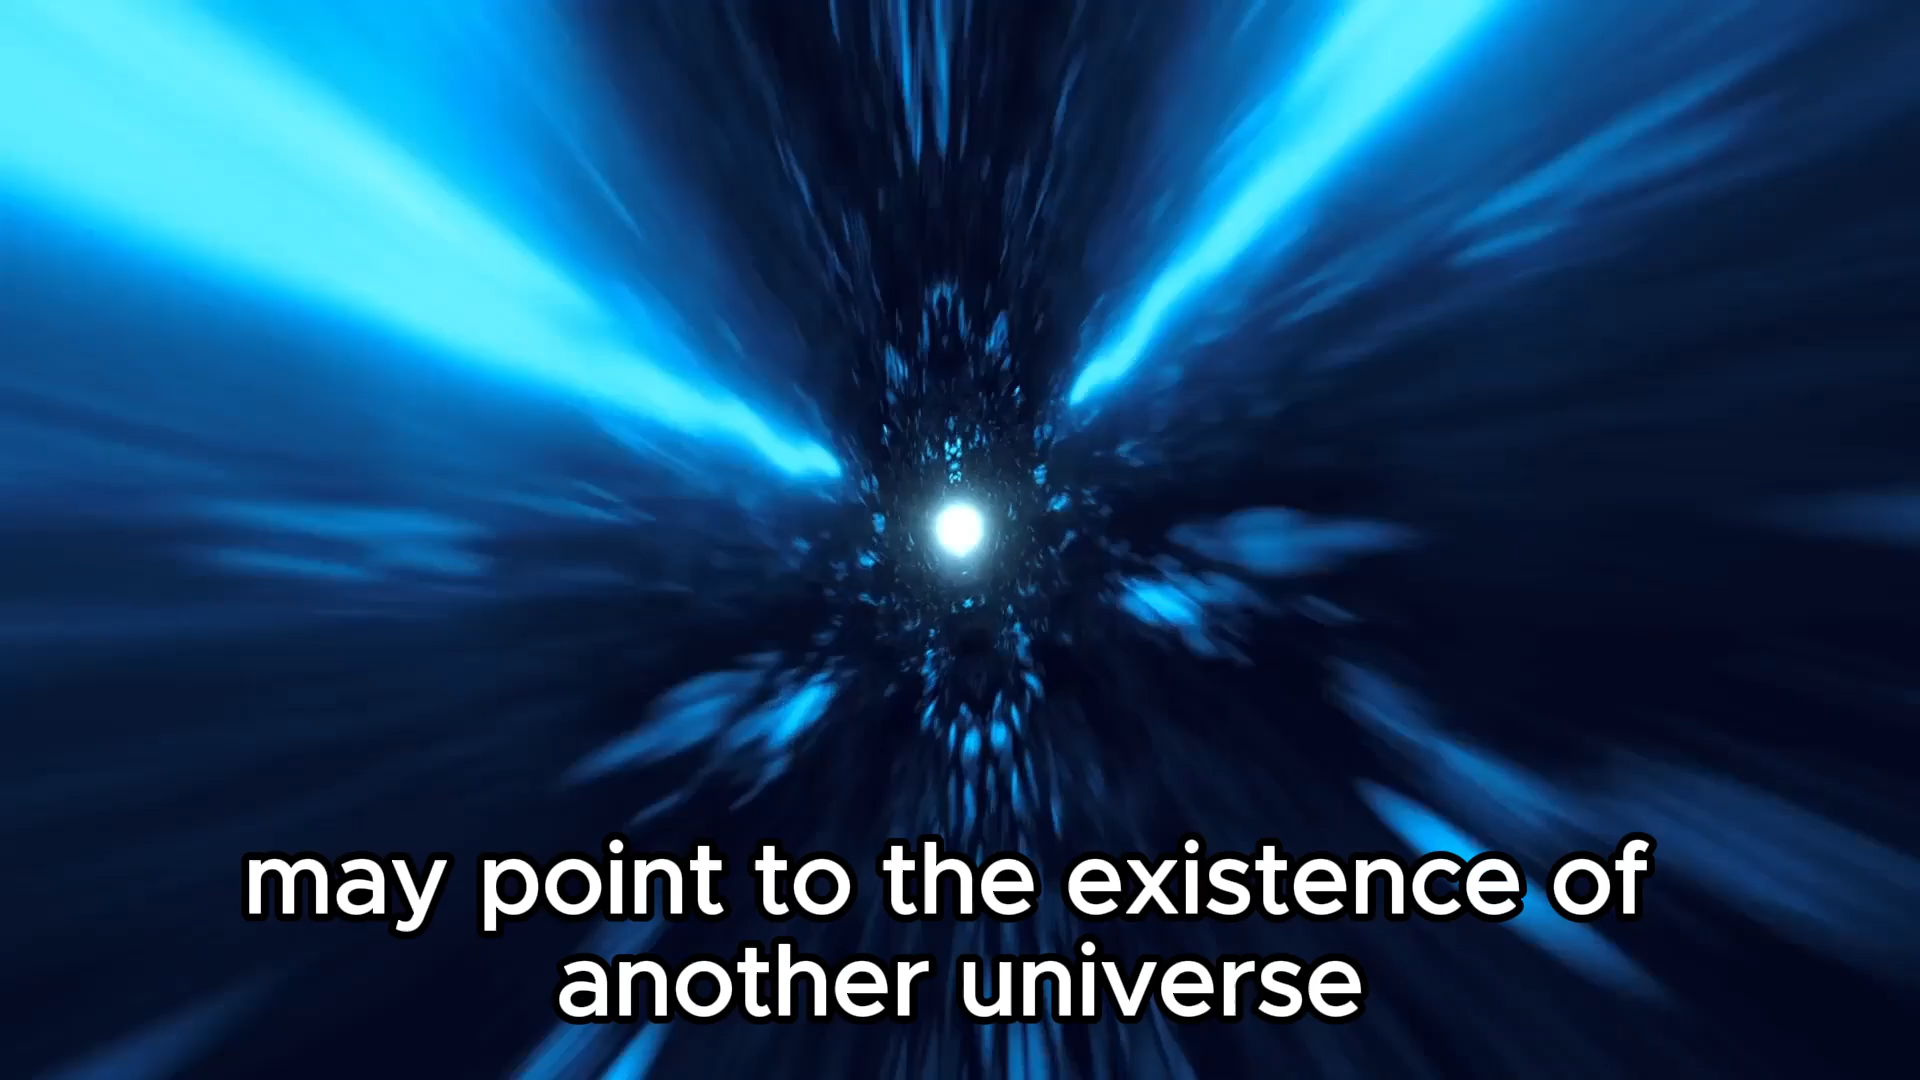 may point to the existence of
another universe